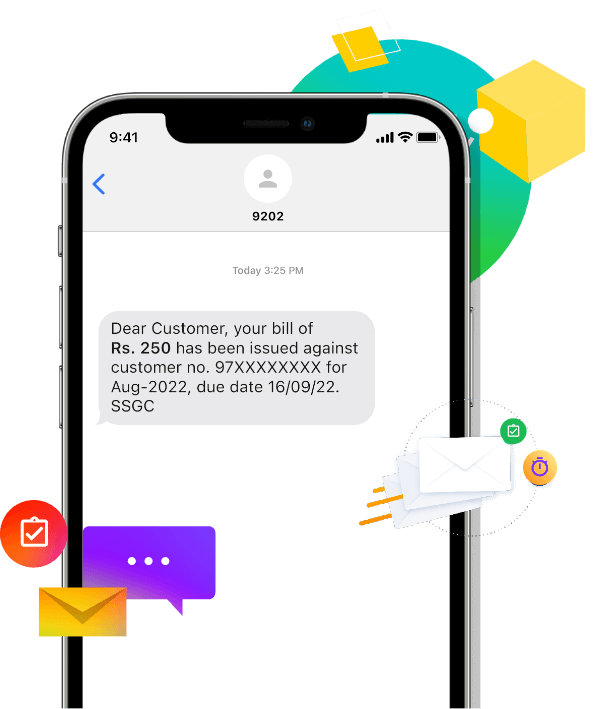 9:41
9202
Today 3:25 PM
Dear Customer, your bill of
Rs. 250 has been issued against
customer no. 97XXXXXXXX for
Aug-2022, due date 16/09/22.
SSGC